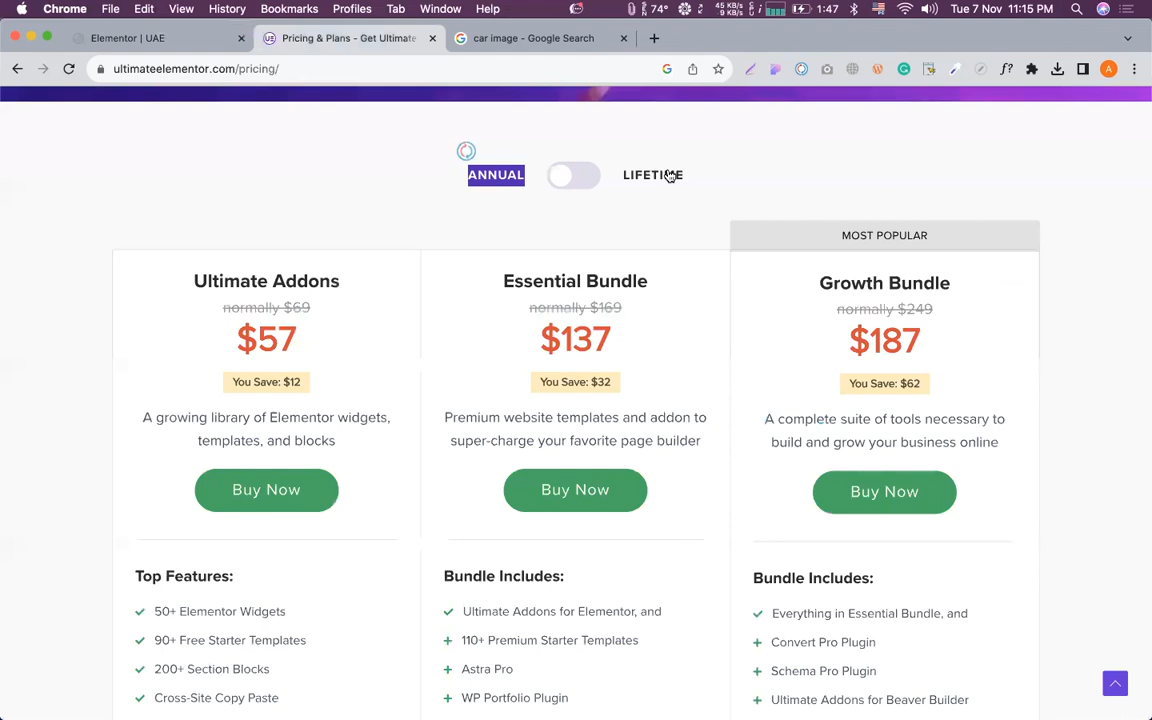 Chrome File Edit View History Bookmarks Profiles Tab Window Help 74° 45 KB/s 9 KB/s 1:47 Tue 7 Nov 11:15 PM
Elementor | UAE
Pricing & Plans - Get Ultimate
car image - Google Search
ultimateelementor.com/pricing/
f?
A
ANNUAL LIFETIME
MOST POPULAR
Ultimate Addons
normally $69
$57
You Save: $12
A growing library of Elementor widgets,
templates, and blocks
Buy Now
Top Features:
50+ Elementor Widgets
90+ Free Starter Templates
200+ Section Blocks
Cross-Site Copy Paste
Essential Bundle
normally $169
$137
You Save: $32
Premium website templates and addon to
super-charge your favorite page builder
Buy Now
Bundle Includes:
Ultimate Addons for Elementor, and
110+ Premium Starter Templates
Astra Pro
WP Portfolio Plugin
Growth Bundle
normally $249
$187
You Save: $62
A complete suite of tools necessary to
build and grow your business online
Buy Now
Bundle Includes:
Everything in Essential Bundle, and
Convert Pro Plugin
Schema Pro Plugin
Ultimate Addons for Beaver Builder